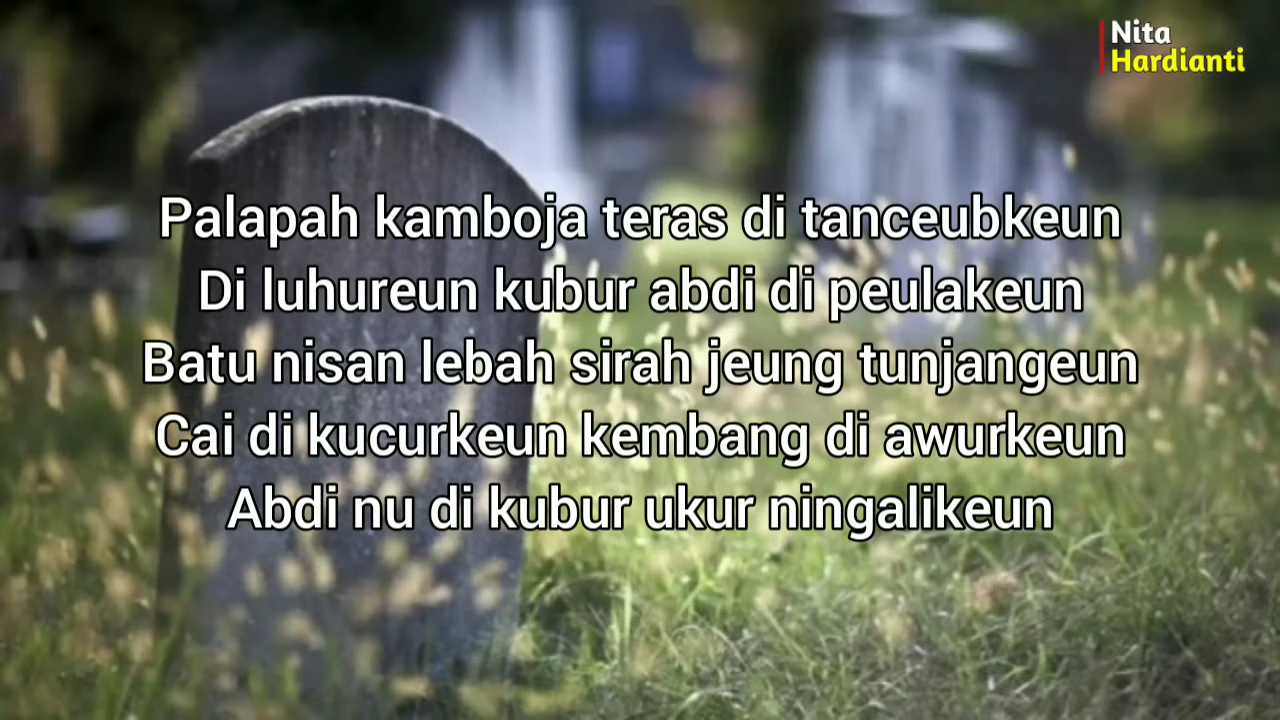 Nita
Hardianti
Palapah kamboja teras di tanceubkeun
Di luhureun kubur abdi di peulakeun
Batu nisan lebah sirah jeung tunjangeun
Cai di kucurkeun kembang di awurkeun
Abdi nu di kubur ukur ningalikeun